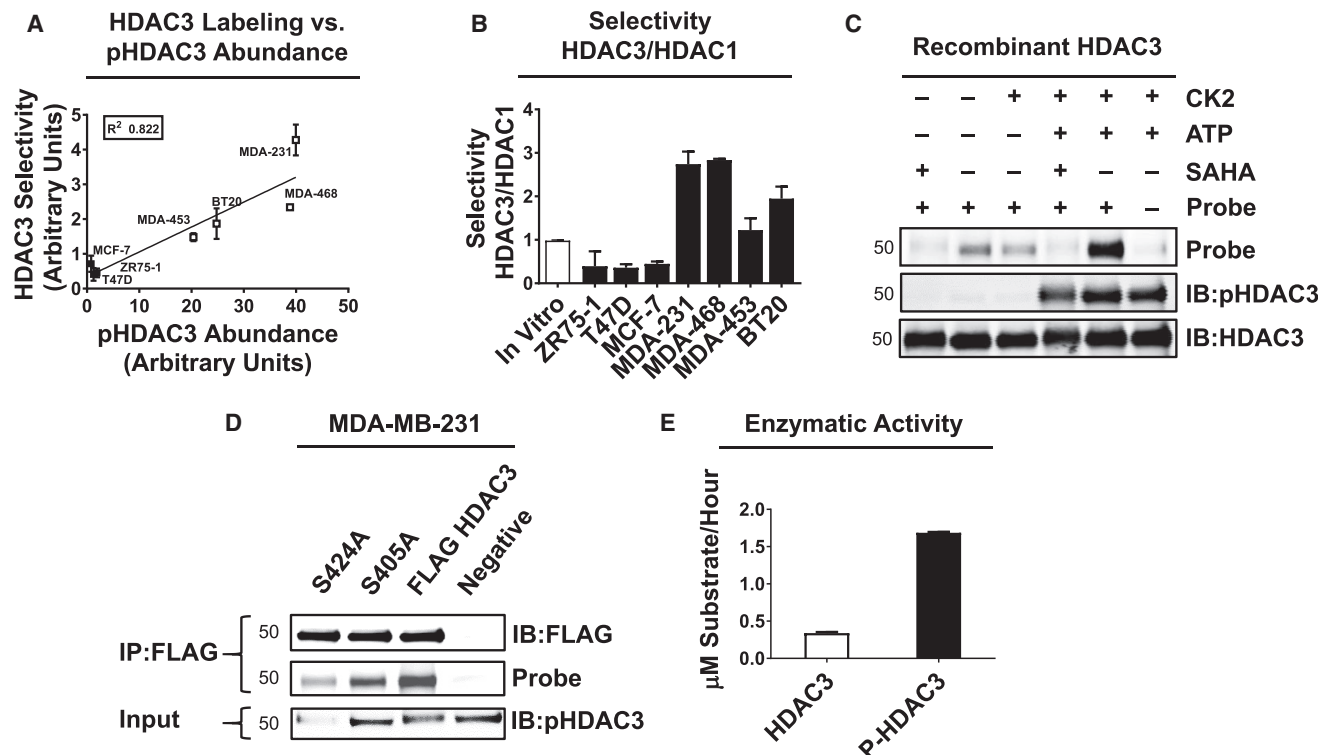 A
HDAC3 Labeling vs.
pHDAC3 Abundance
HDAC3 Selectivity
(Arbitrary Units)
5
4
3
2
1
0
R² 0.822
MDA-231
MDA-468
BT20
MDA-453
MCF-7
ZR75-1
T47D
0 10 20 30 40 50
pHDAC3 Abundance
(Arbitrary Units)
B
Selectivity
HDAC3/HDAC1
Selectivity
HDAC3/HDAC1
4
3
2
1
0
In Vitro
ZR75-1
T47D
MCF-7
MDA-231
MDA-468
MDA-453
BT20
C
Recombinant HDAC3
– – + + + + CK2
– – – + + + ATP
+ – – + – – SAHA
+ + + + + – Probe
50 Probe
50 IB:pHDAC3
50 IB:HDAC3
D
MDA-MB-231
S424A
S405A
FLAG HDAC3
Negative
IP:FLAG
50 IB:FLAG
50 Probe
Input 50 IB:pHDAC3
E
Enzymatic Activity
µM Substrate/Hour
2.0
1.5
1.0
0.5
0.0
HDAC3
P-HDAC3